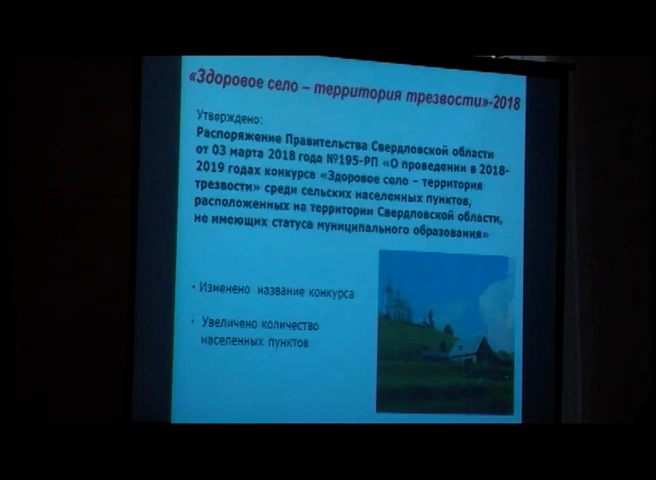 «Здоровое село – территория трезвости»-2018
Утверждено:
Распоряжение Правительства Свердловской области
от 03 марта 2018 года №195-РП «О проведении в 2018-
2019 годах конкурса «Здоровое село – территория
трезвости» среди сельских населенных пунктов,
расположенных на территории Свердловской области,
не имеющих статуса муниципального образования»
• Изменено название конкурса
• Увеличено количество
населенных пунктов